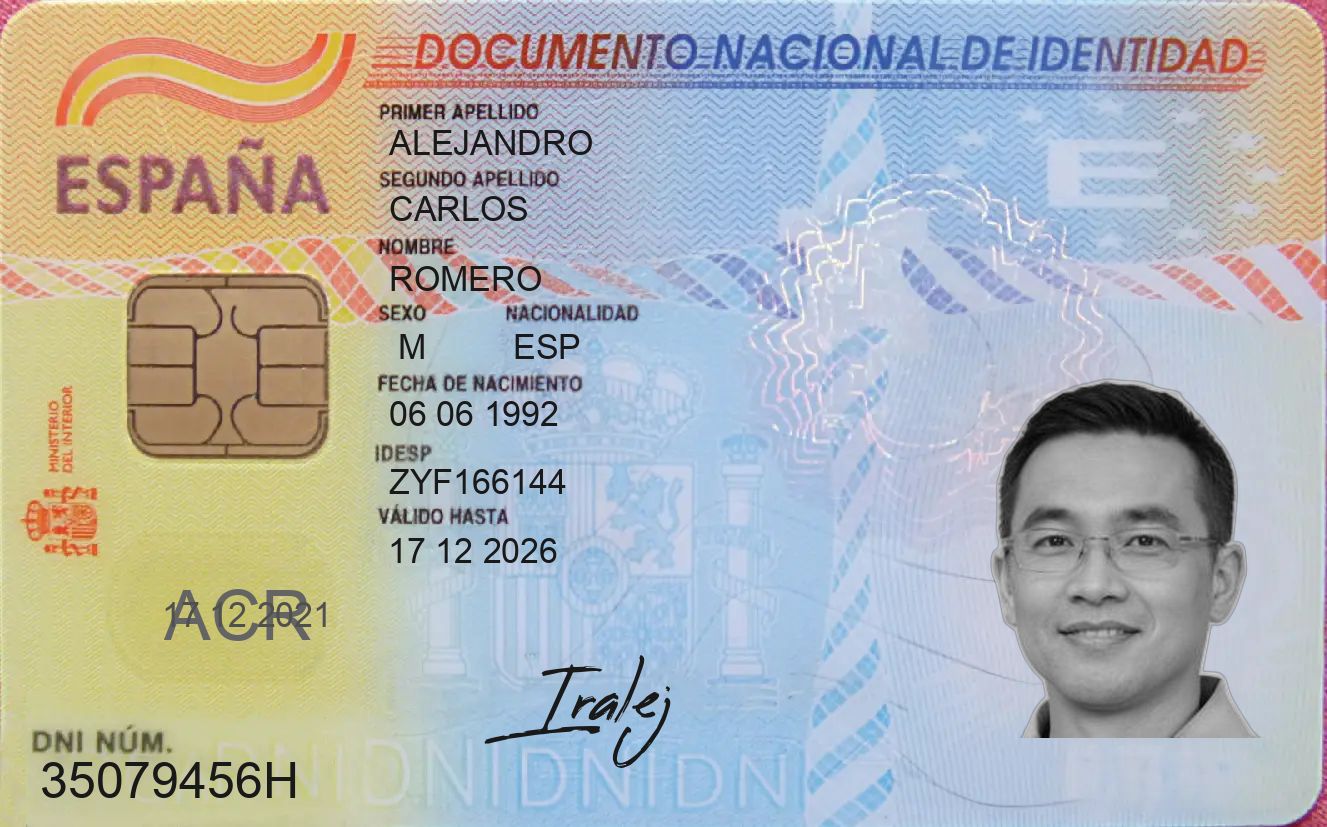 DOCUMENTO NACIONAL DE IDENTIDAD
ESPAÑA
PRIMER APELLIDO
ALEJANDRO
SEGUNDO APELLIDO
CARLOS
NOMBRE
ROMERO
SEXO NACIONALIDAD
M ESP
FECHA DE NACIMIENTO
06 06 1992
IDESP
ZYF166144
VÁLIDO HASTA
17 12 2026
MINISTERIO
DEL INTERIOR
E
ACR
17 12 2021
Iralej
DNI NÚM.
35079456H
DNIDNIDNIDNI